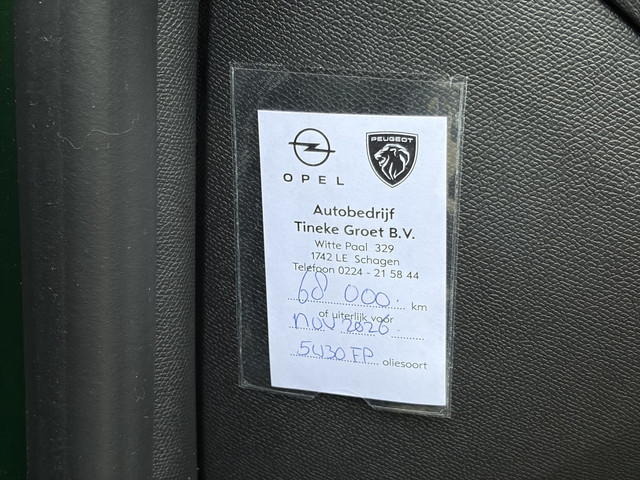 OPEL
PEUGEOT
Autobedrijf
Tineke Groet B.V.
Witte Paal 329
1742 LE Schagen
Telefoon 0224 - 21 58 44
68 000. km
of uiterlijk voor
nov 2026
5W30 FP oliesoort